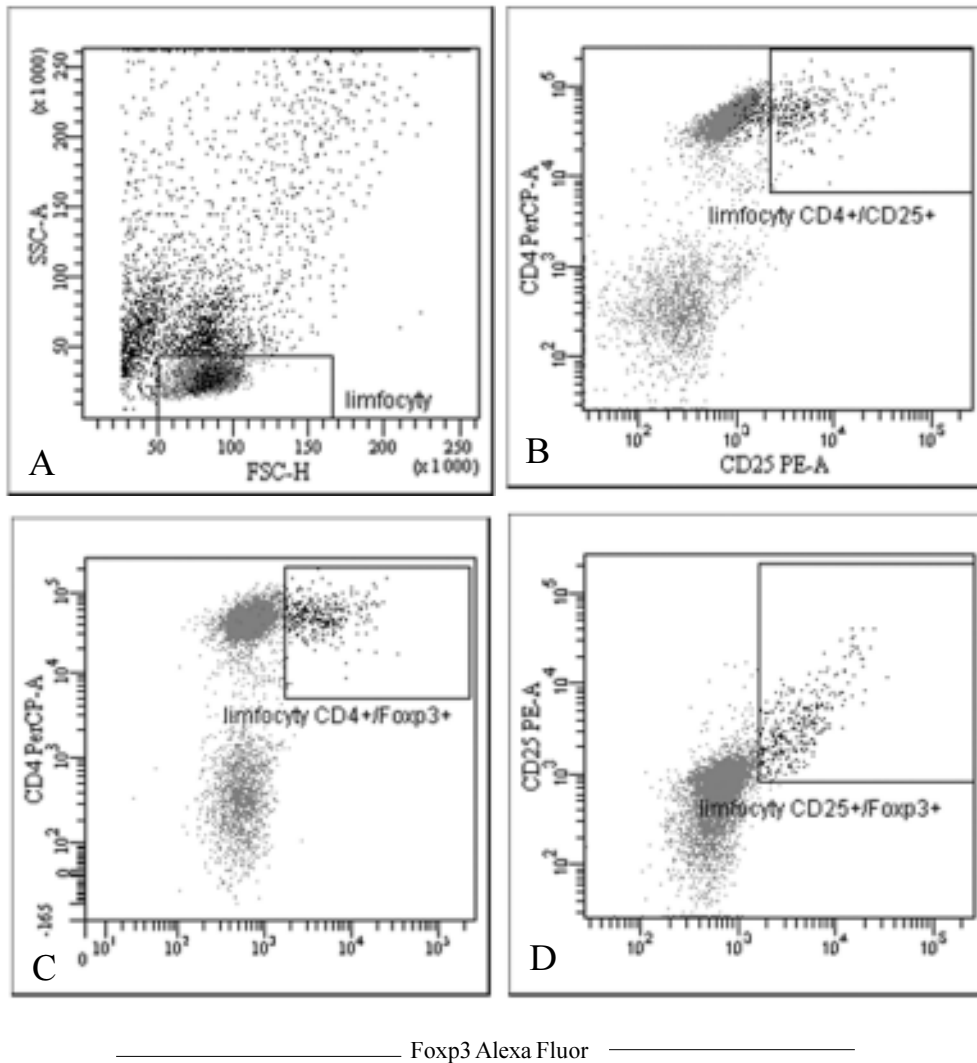 SSC-A
(x 1000)
250
200
150
100
50
limfocyty
50 100 150 200 250
FSC-H
(x 1000)
A
CD4 PerCP-A
10^5
10^4
10^3
10^2
limfocyty CD4+/CD25+
10^2 10^3 10^4 10^5
CD25 PE-A
B
CD4 PerCP-A
10^5
10^4
10^3
10^2
0
-165
limfocyty CD4+/Foxp3+
0 10^1 10^2 10^3 10^4 10^5
C
CD25 PE-A
10^5
10^4
10^3
10^2
limfocyty CD25+/Foxp3+
10^2 10^3 10^4 10^5
D
Foxp3 Alexa Fluor